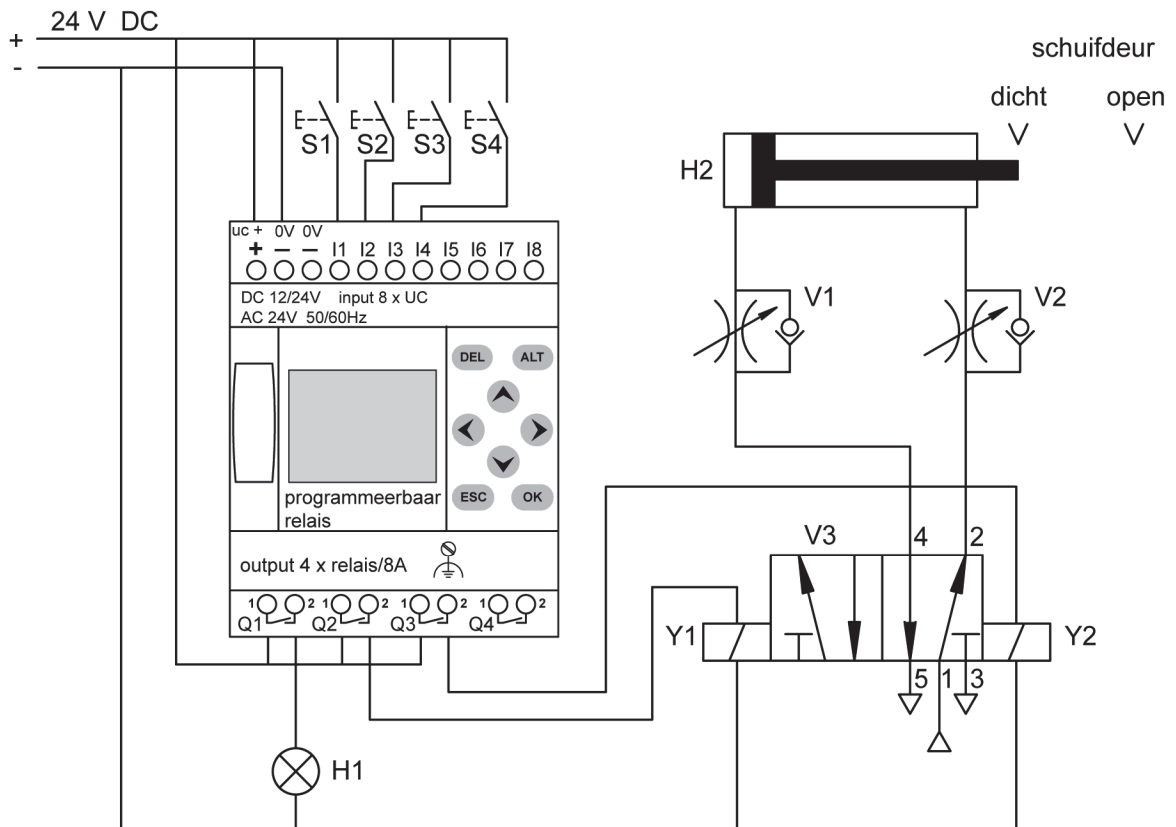 24 V DC
+
-
schuifdeur
dicht open
S1 S2 S3 S4
H2
uc + 0V 0V
+ – – I1 I2 I3 I4 I5 I6 I7 I8
DC 12/24V input 8 x UC
AC 24V 50/60Hz
V1 V2
DEL ALT
ESC OK
programmeerbaar
relais
V3 4 2
output 4 x relais/8A
1 2 1 2 1 2 1 2
Q1 Q2 Q3 Q4
Y1 Y2
5 1 3
H1